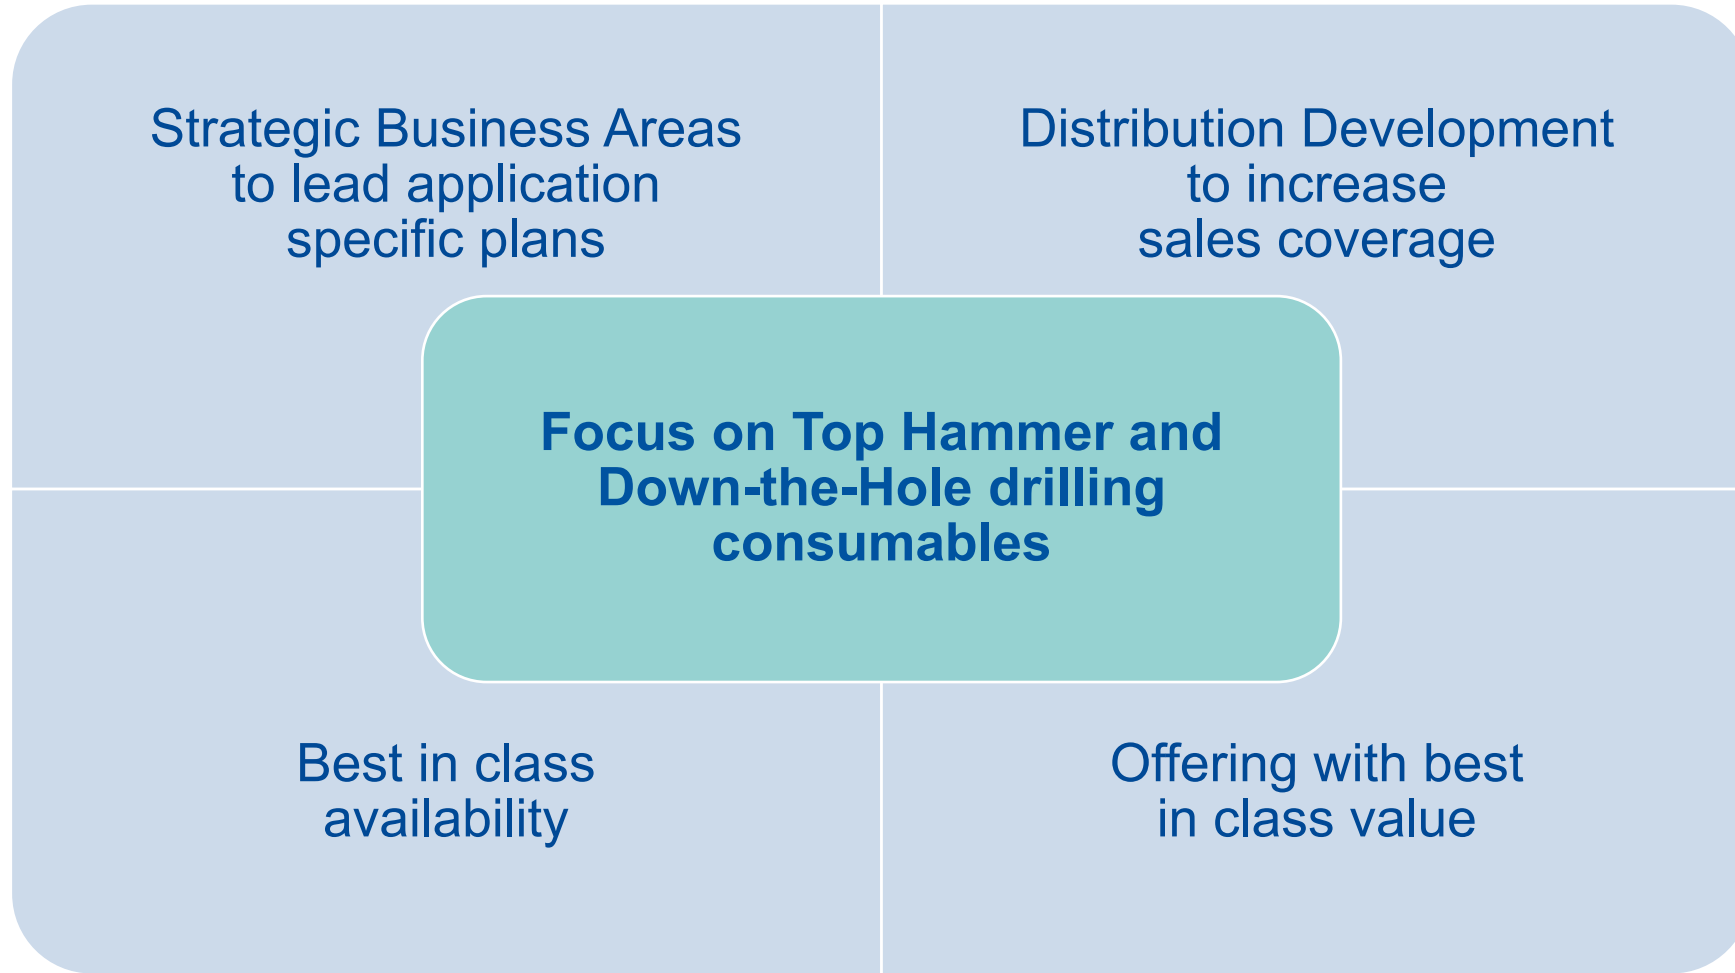 Strategic Business Areas
to lead application
specific plans
Distribution Development
to increase
sales coverage
Focus on Top Hammer and
Down-the-Hole drilling
consumables
Best in class
availability
Offering with best
in class value